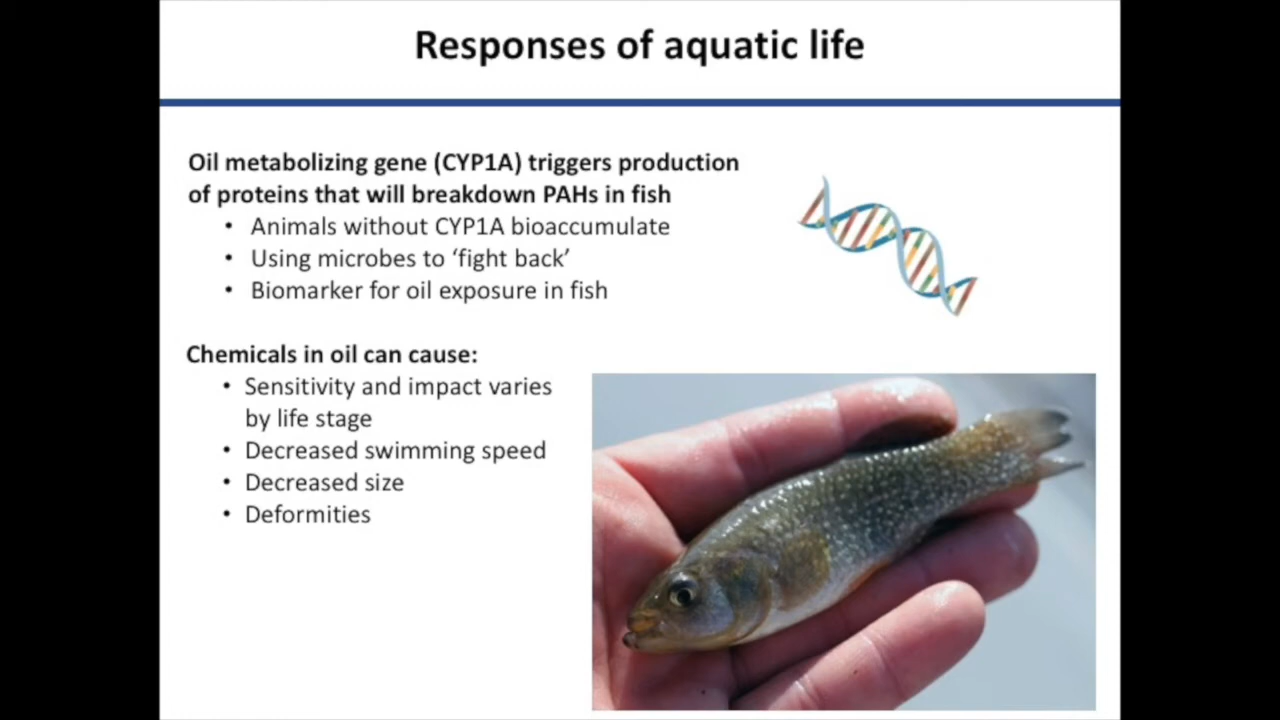 Responses of aquatic life
Oil metabolizing gene (CYP1A) triggers production
of proteins that will breakdown PAHs in fish
• Animals without CYP1A bioaccumulate
• Using microbes to ‘fight back’
• Biomarker for oil exposure in fish
Chemicals in oil can cause:
• Sensitivity and impact varies
by life stage
• Decreased swimming speed
• Decreased size
• Deformities